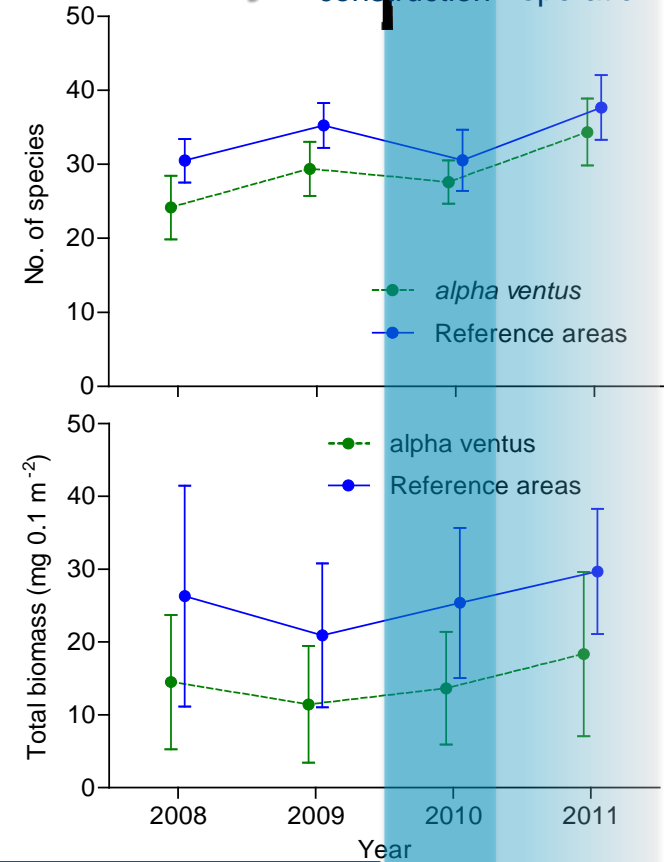 50
40
30
20
10
0
No. of species
alpha ventus
Reference areas
50
40
30
20
10
0
Total biomass (mg 0.1 m⁻²)
alpha ventus
Reference areas
2008 2009 2010 2011
Year